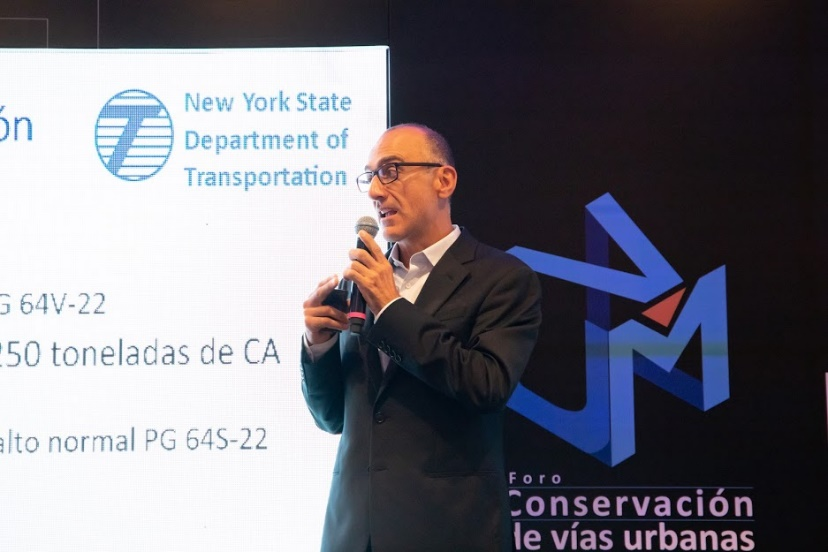 ón
New York State
Department of
Transportation
G 64V-22
250 toneladas de CA
alto normal PG 64S-22
Foro
Conservación
de vías urbanas